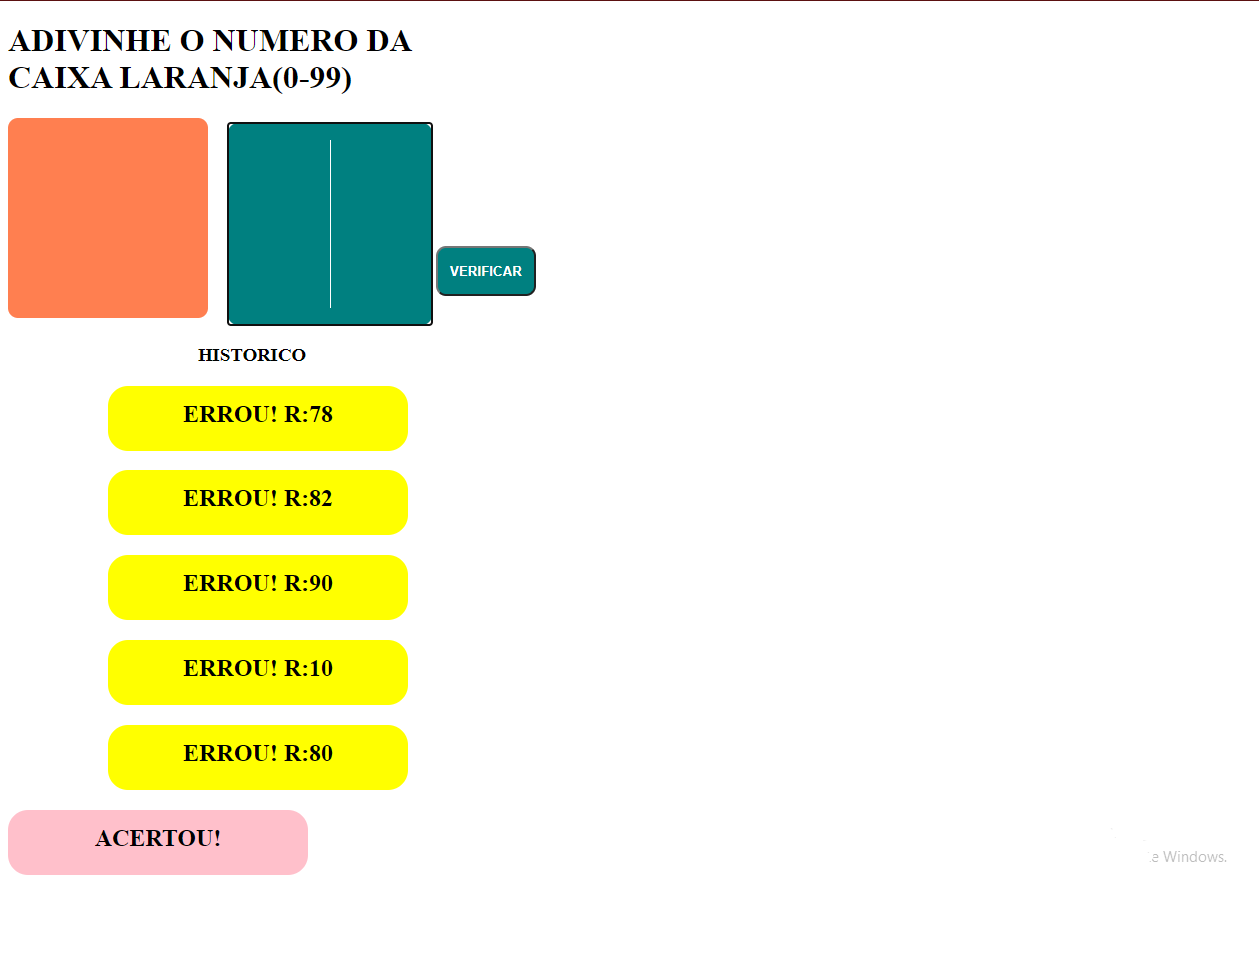 ADIVINHE O NUMERO DA
CAIXA LARANJA(0-99)
VERIFICAR
HISTORICO
ERROU! R:78
ERROU! R:82
ERROU! R:90
ERROU! R:10
ERROU! R:80
ACERTOU!
Windows.